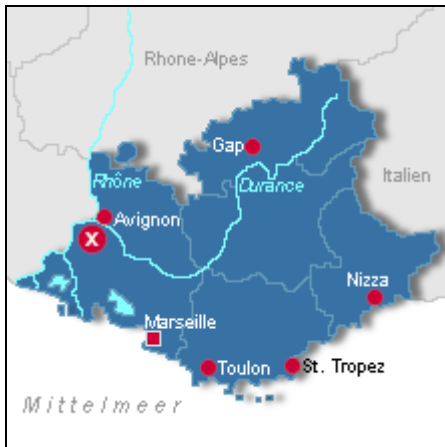 Rhone-Alpes
Gap
Italien
Rhône
Durance
Avignon
X
Nizza
Marseille
Toulon
St. Tropez
Mittelmeer